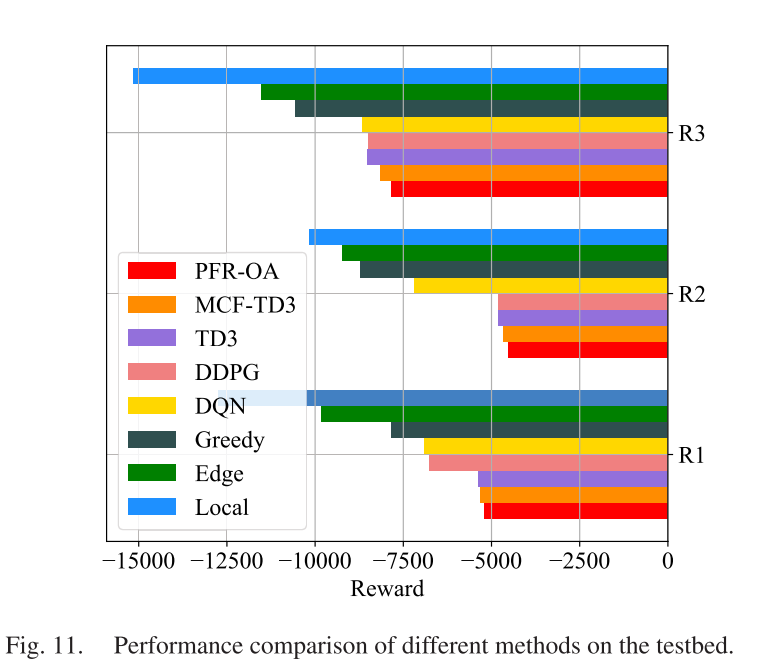 R3
R2
R1
PFR-OA
MCF-TD3
TD3
DDPG
DQN
Greedy
Edge
Local
−15000 −12500 −10000 −7500 −5000 −2500 0
Reward
Fig. 11. Performance comparison of different methods on the testbed.